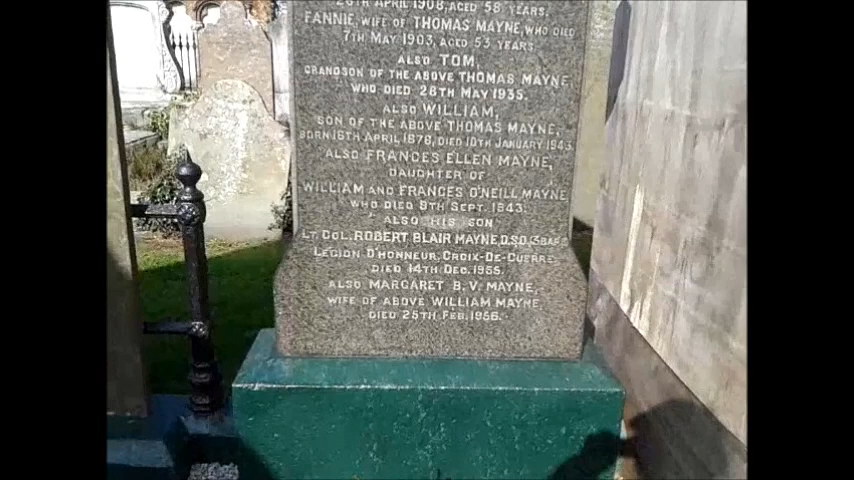 26TH APRIL 1908, AGED 58 YEARS,
FANNIE, WIFE OF THOMAS MAYNE, WHO DIED
7TH MAY 1903, AGED 53 YEARS.
ALSO TOM,
GRANDSON OF THE ABOVE THOMAS MAYNE,
WHO DIED 28TH MAY 1935.
ALSO WILLIAM,
SON OF THE ABOVE THOMAS MAYNE,
BORN 16TH APRIL 1878, DIED 10TH JANUARY 1943.
ALSO FRANCES ELLEN MAYNE,
DAUGHTER OF
WILLIAM AND FRANCES O'NEILL MAYNE
WHO DIED 9TH SEPT. 1943.
ALSO HIS SON
LT. COL. ROBERT BLAIR MAYNE, D.S.O. (3 BARS)
LEGION D'HONNEUR, CROIX-DE-GUERRE
DIED 14TH DEC. 1955.
ALSO MARGARET B. V. MAYNE,
WIFE OF ABOVE WILLIAM MAYNE,
DIED 25TH FEB. 1956.